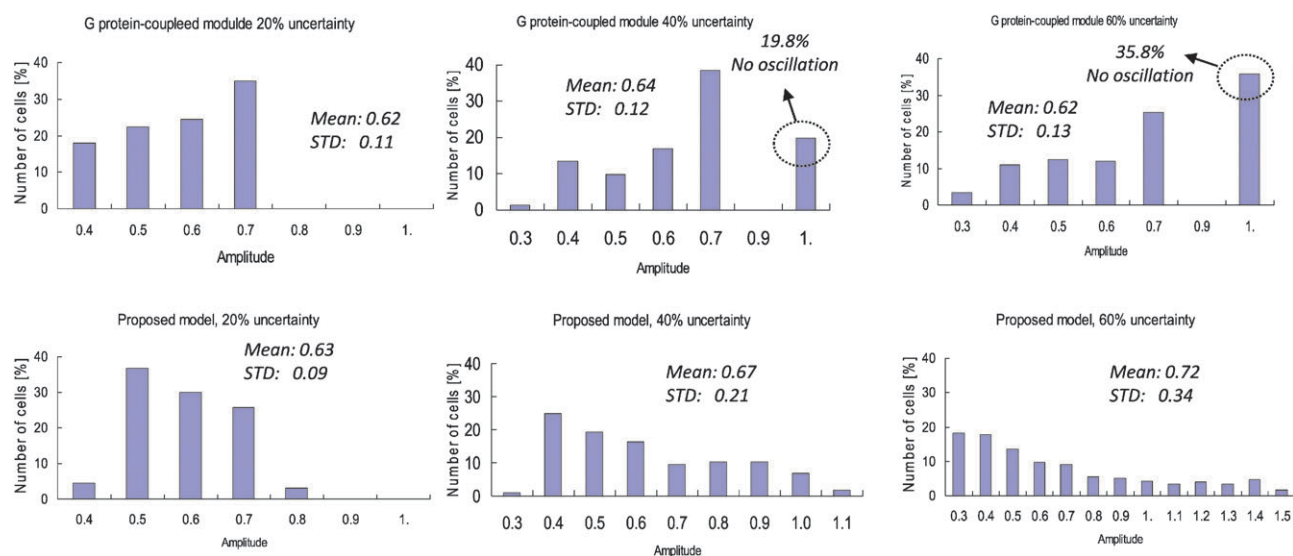 G protein-coupleed modulde 20% uncertainty
Number of cells [%]
40
30
20
10
0
Mean: 0.62
STD: 0.11
0.4 0.5 0.6 0.7 0.8 0.9 1.
Amplitude
G protein-coupled module 40% uncertainty
Number of cells [%]
40
30
20
10
0
Mean: 0.64
STD: 0.12
19.8%
No oscillation
0.3 0.4 0.5 0.6 0.7 0.9 1.
Amplitude
G protein-coupled module 60% uncertainty
Number of cells [%]
40
30
20
10
0
35.8%
No oscillation
Mean: 0.62
STD: 0.13
0.3 0.4 0.5 0.6 0.7 0.9 1.
Amplitude
Proposed model, 20% uncertainty
Number of cells [%]
40
30
20
10
0
Mean: 0.63
STD: 0.09
0.4 0.5 0.6 0.7 0.8 0.9 1.
Amplitude
Proposed model, 40% uncertainty
Number of cells [%]
40
30
20
10
0
Mean: 0.67
STD: 0.21
0.3 0.4 0.5 0.6 0.7 0.8 0.9 1.0 1.1
Amplitude
Proposed model, 60% uncertainty
Number of cells [%]
40
30
20
10
0
Mean: 0.72
STD: 0.34
0.3 0.4 0.5 0.6 0.7 0.8 0.9 1. 1.1 1.2 1.3 1.4 1.5
Amplitude